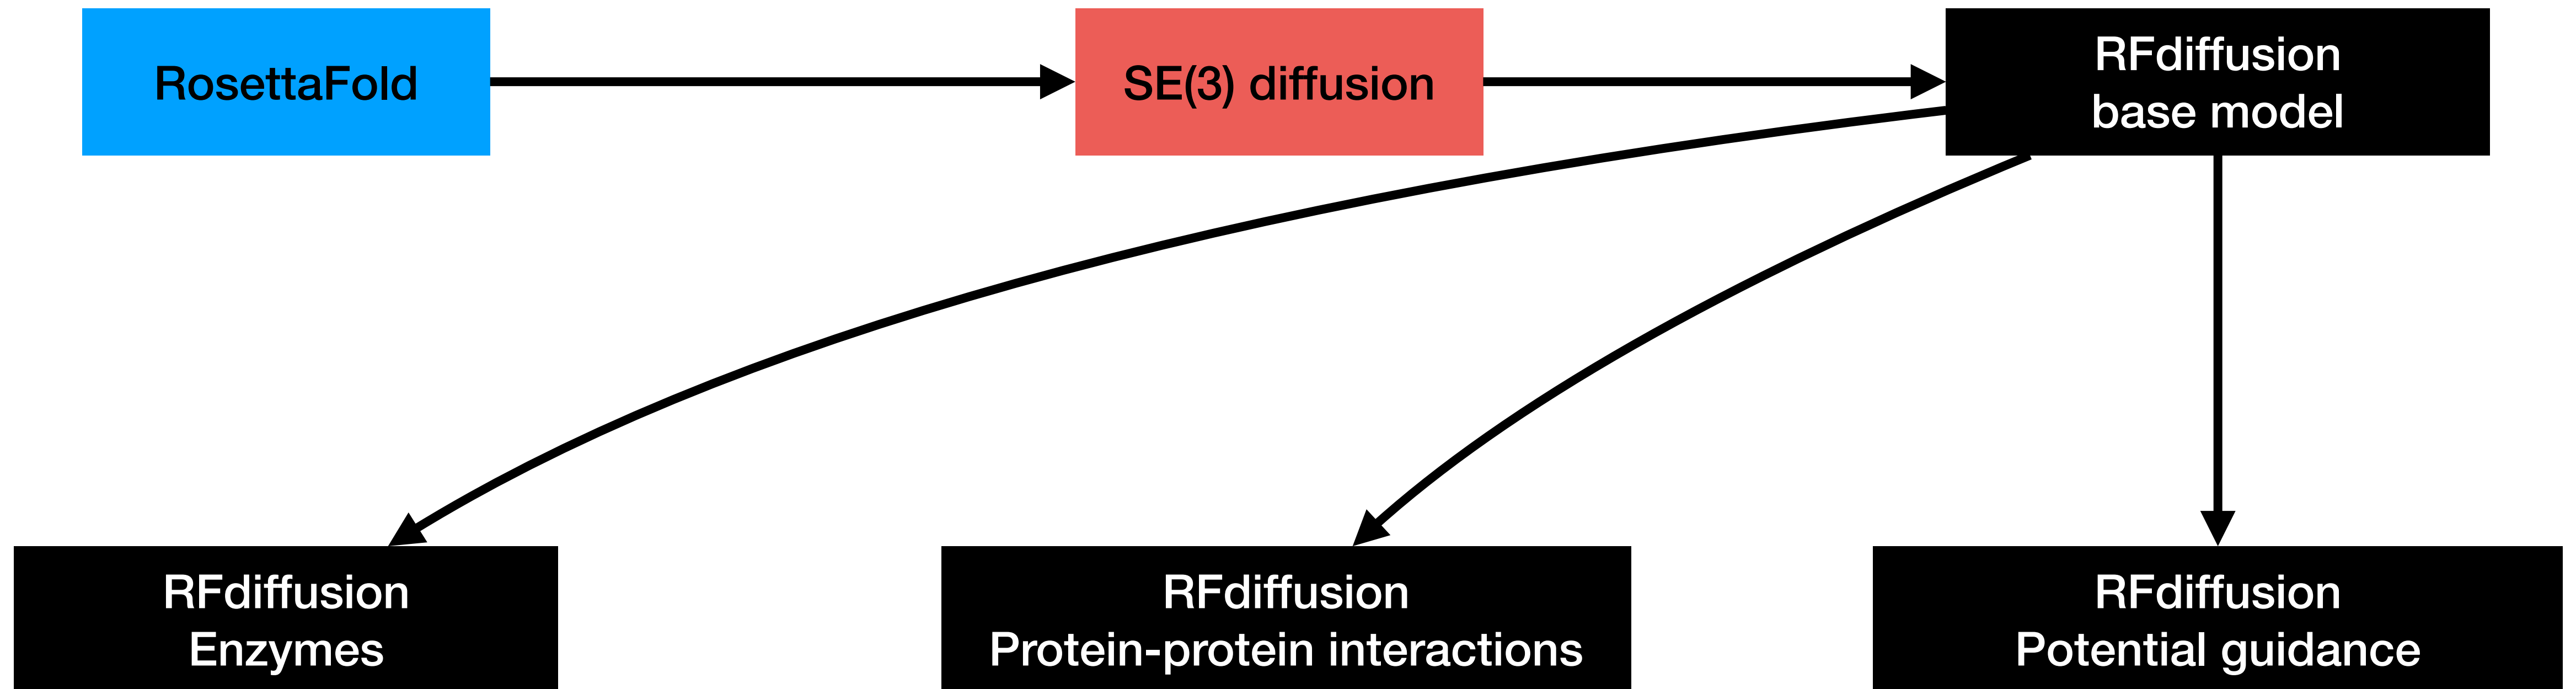 RosettaFold
SE(3) diffusion
RFdiffusion
base model
RFdiffusion
Enzymes
RFdiffusion
Protein-protein interactions
RFdiffusion
Potential guidance